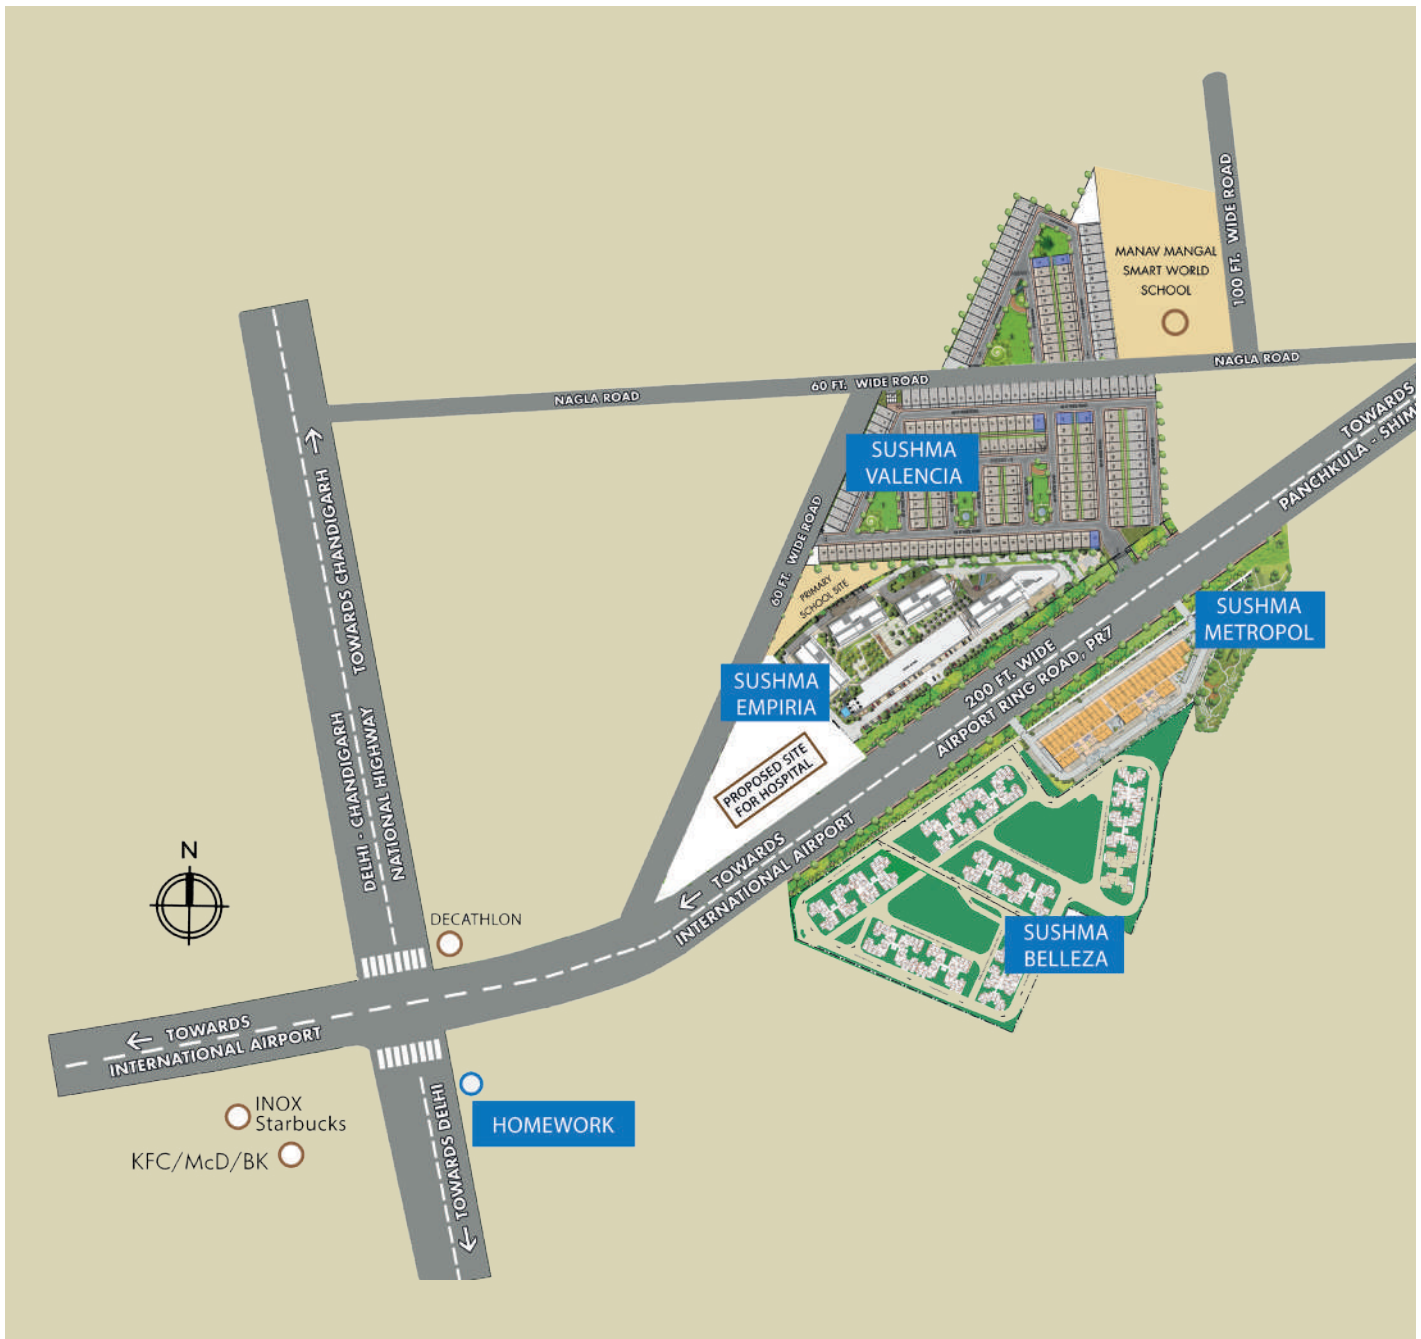 100 FT. WIDE ROAD
MANAV MANGAL
SMART WORLD
SCHOOL
NAGLA ROAD
60 FT. WIDE ROAD
NAGLA ROAD
TOWARDS
PANCHKULA - SHIM
SUSHMA
VALENCIA
TOWARDS CHANDIGARH
60 FT. WIDE ROAD
PRIMARY
SCHOOL SITE
SUSHMA
METROPOL
200 FT. WIDE
AIRPORT RING ROAD, PR7
SUSHMA
EMPIRIA
PROPOSED SITE
FOR HOSPITAL
DELHI - CHANDIGARH
NATIONAL HIGHWAY
N
TOWARDS
INTERNATIONAL AIRPORT
DECATHLON
SUSHMA
BELLEZA
TOWARDS
INTERNATIONAL AIRPORT
INOX
Starbucks
KFC/McD/BK
TOWARDS DELHI
HOMEWORK